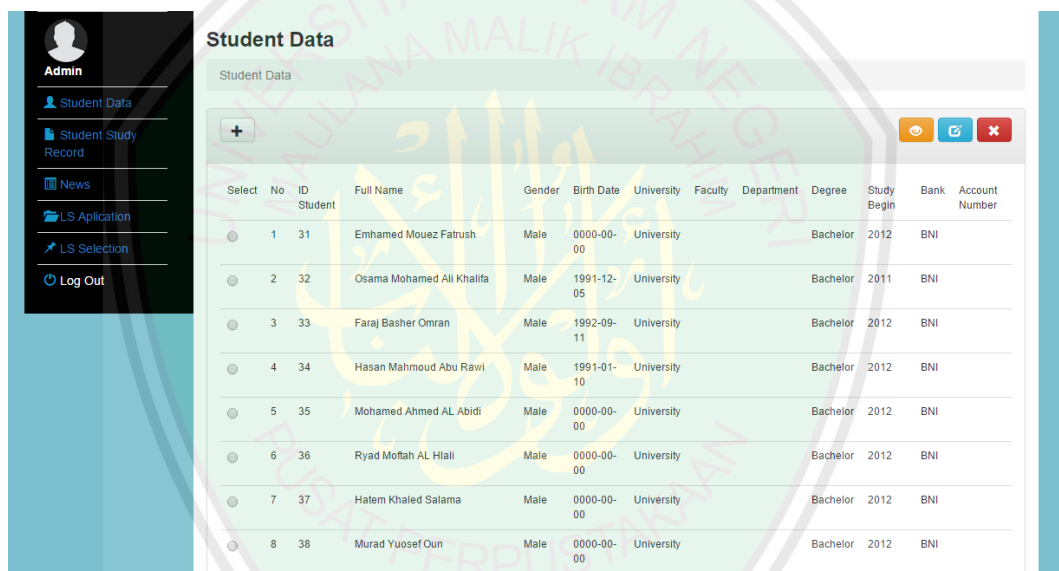 Admin
Student Data
Student Study
Record
News
LS Aplication
LS Selection
Log Out
Student Data
Student Data
Select No ID Student Full Name Gender Birth Date University Faculty Department Degree Study Begin Bank Account Number
1 31 Emhamed Mouez Fatrush Male 0000-00-00 University Bachelor 2012 BNI
2 32 Osama Mohamed Ali Khalifa Male 1991-12-05 University Bachelor 2011 BNI
3 33 Faraj Basher Omran Male 1992-09-11 University Bachelor 2012 BNI
4 34 Hasan Mahmoud Abu Rawi Male 1991-01-10 University Bachelor 2012 BNI
5 35 Mohamed Ahmed AL Abidi Male 0000-00-00 University Bachelor 2012 BNI
6 36 Ryad Moftah AL Hlali Male 0000-00-00 University Bachelor 2012 BNI
7 37 Hatem Khaled Salama Male 0000-00-00 University Bachelor 2012 BNI
8 38 Murad Yuosef Oun Male 0000-00-00 University Bachelor 2012 BNI
MAULANA MALIK IBRAHIM
PUSAT PERPUSTAKAAN